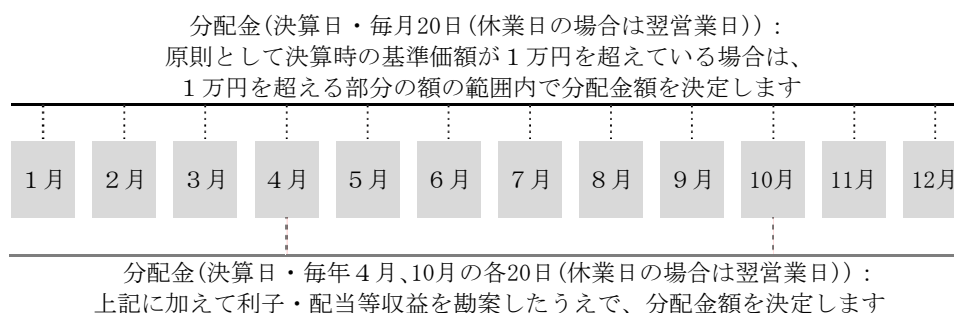 分配金(決算日・毎月20日(休業日の場合は翌営業日))：
原則として決算時の基準価額が１万円を超えている場合は、
１万円を超える部分の額の範囲内で分配金額を決定します
１月 ２月 ３月 ４月 ５月 ６月 ７月 ８月 ９月 10月 11月 12月
分配金(決算日・毎年４月、10月の各20日(休業日の場合は翌営業日))：
上記に加えて利子・配当等収益を勘案したうえで、分配金額を決定します